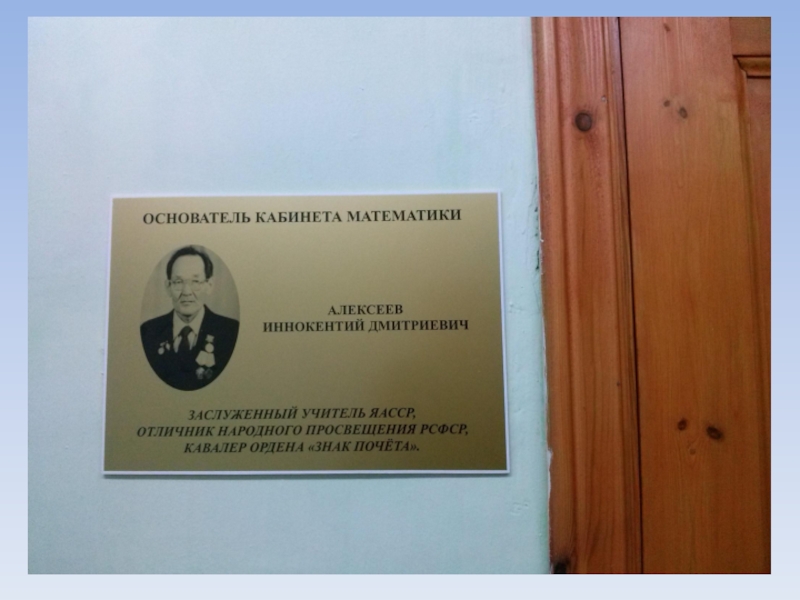 ОСНОВАТЕЛЬ КАБИНЕТА МАТЕМАТИКИ
АЛЕКСЕЕВ
ИННОКЕНТИЙ ДМИТРИЕВИЧ
ЗАСЛУЖЕННЫЙ УЧИТЕЛЬ ЯАССР,
ОТЛИЧНИК НАРОДНОГО ПРОСВЕЩЕНИЯ РСФСР,
КАВАЛЕР ОРДЕНА «ЗНАК ПОЧЁТА».